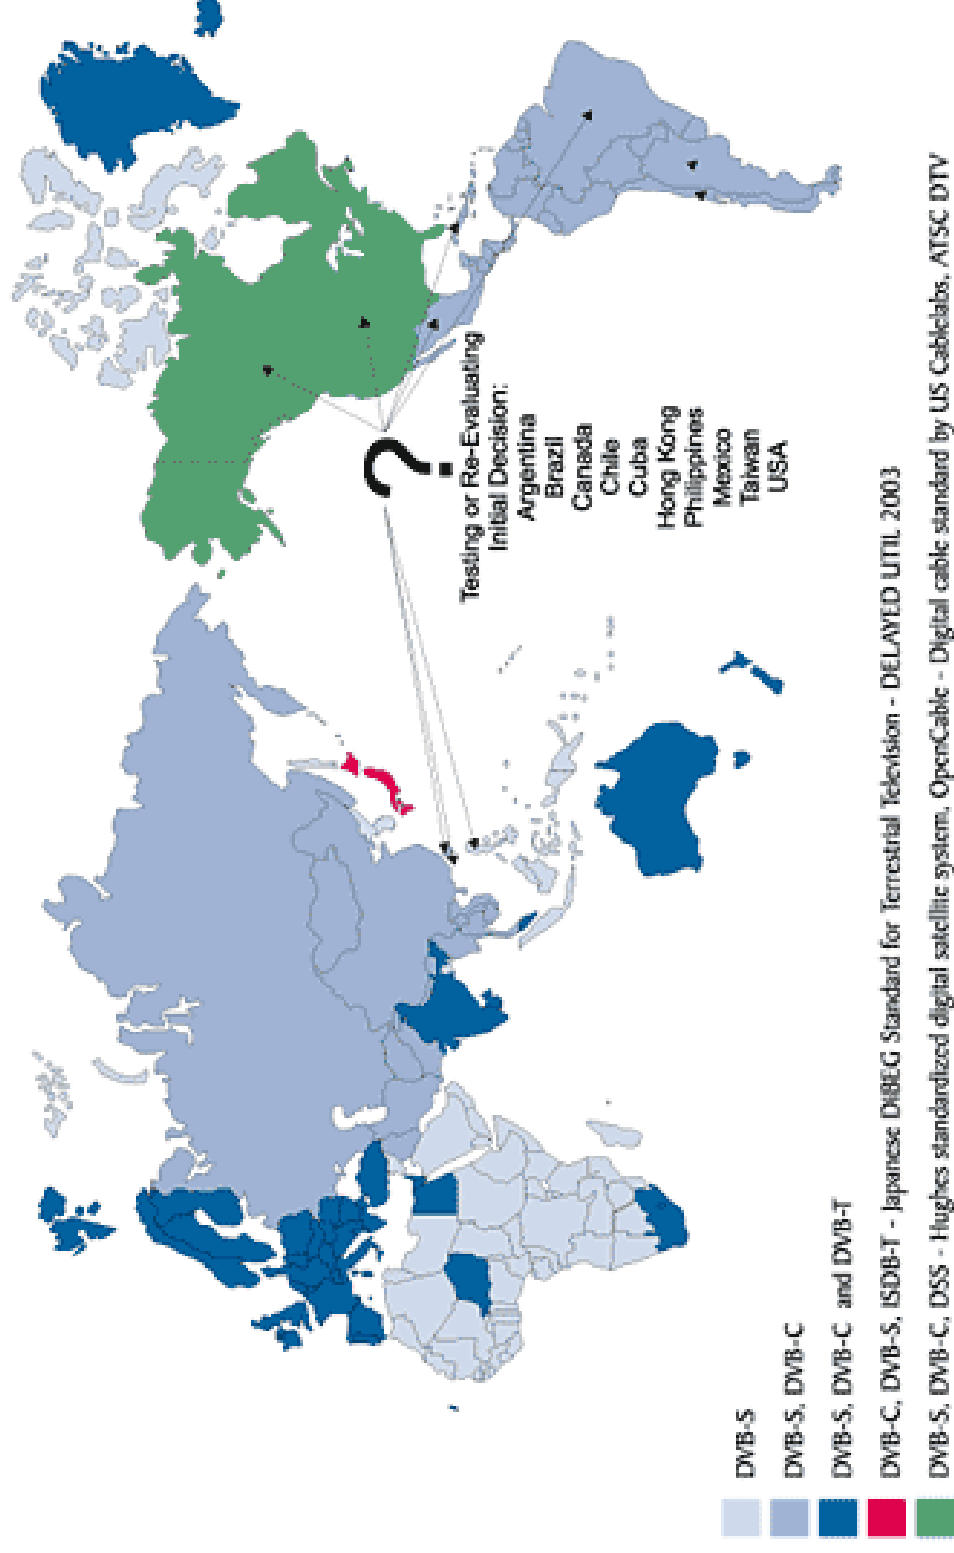 ?
Testing or Re-Evaluating
Initial Decision:
Argentina
Brazil
Canada
Chile
Cuba
Hong Kong
Philippines
Mexico
Taiwan
USA
DVB-S
DVB-S, DVB-C
DVB-S, DVB-C and DVB-T
DVB-C, DVB-S, ISDB-T - Japanese DiBEG Standard for Terrestrial Television - DELAYED UTIL 2003
DVB-S, DVB-C, DSS - Hughes standardized digital satellite system, OpenCable - Digital cable standard by US Cablelabs, ATSC DTV